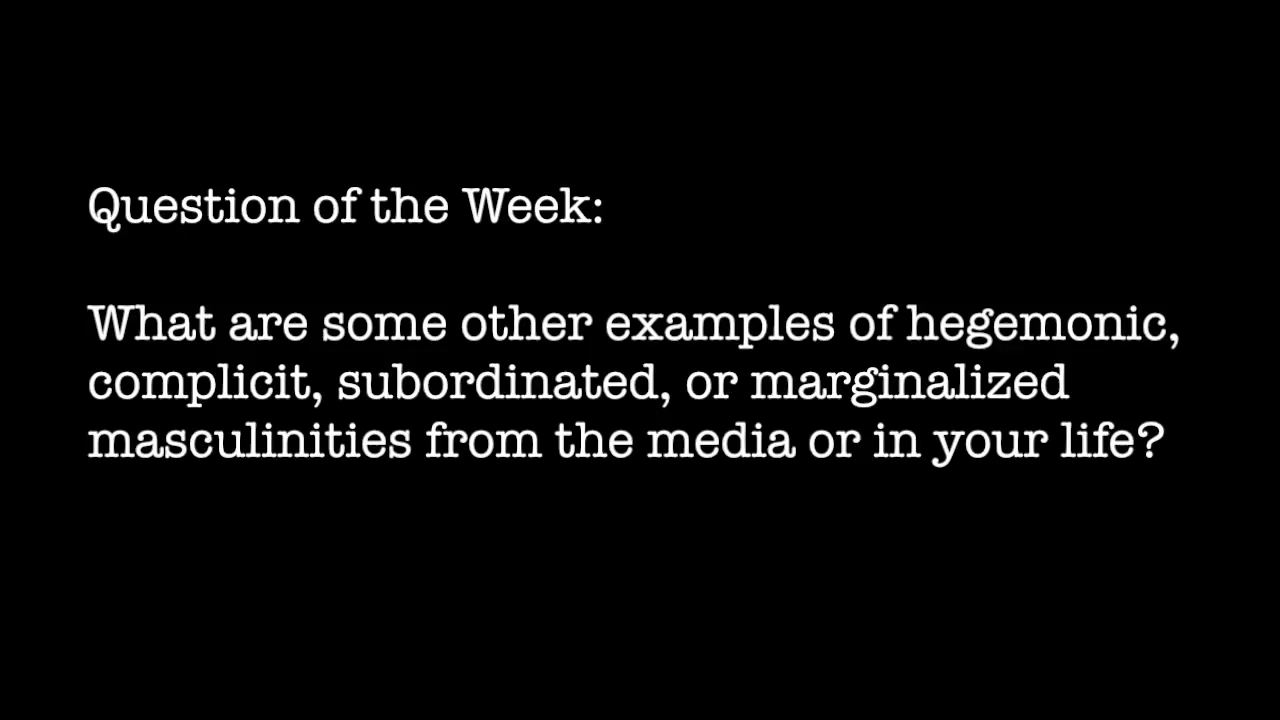 Question of the Week:
What are some other examples of hegemonic,
complicit, subordinated, or marginalized
masculinities from the media or in your life?